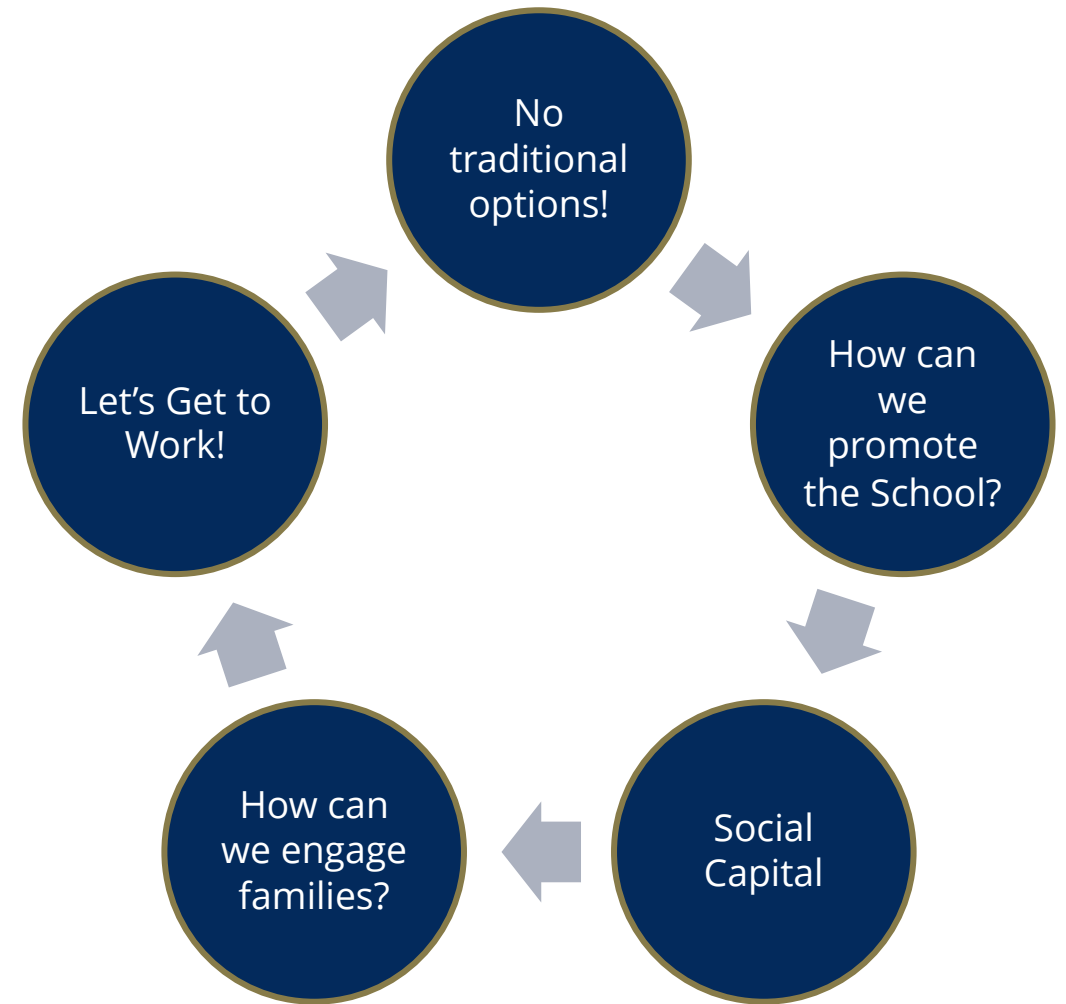 No
traditional
options!
How can
we
promote
the School?
Social
Capital
How can
we engage
families?
Let’s Get to
Work!